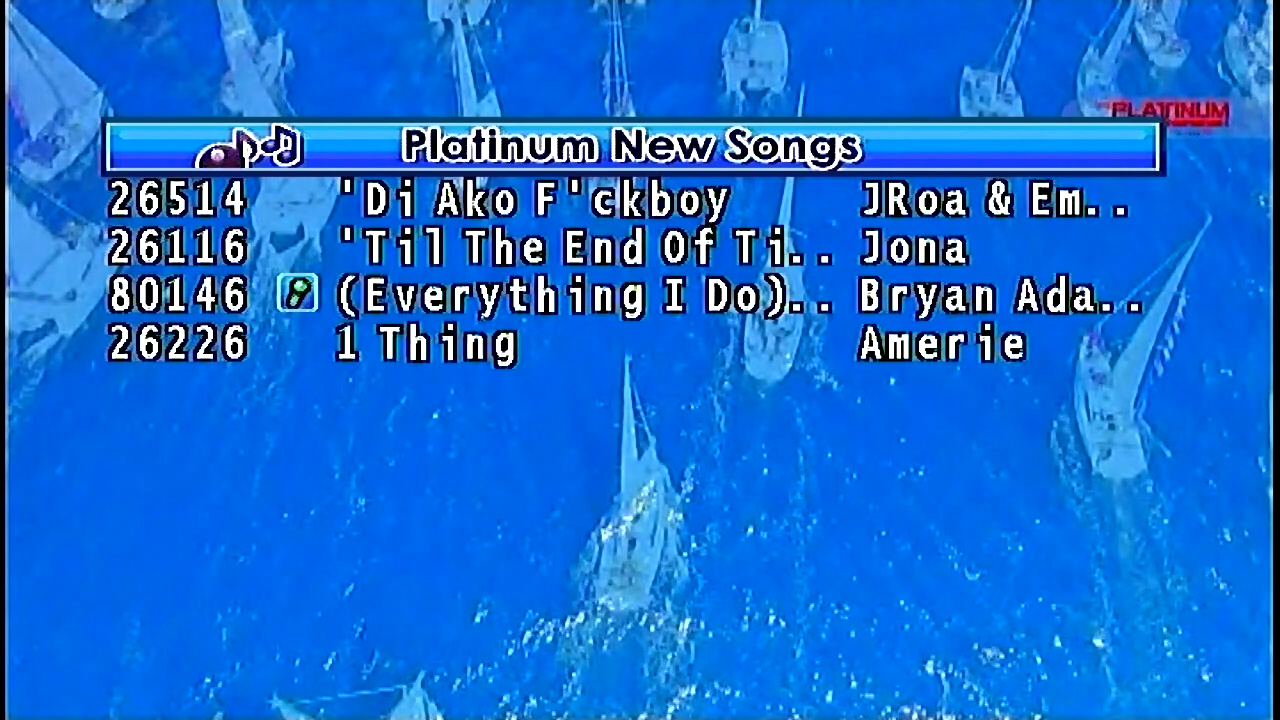 PLATINUM
Platinum New Songs
26514 'Di Ako F'ckboy JRoa & Em..
26116 'Til The End Of Ti.. Jona
80146 (Everything I Do).. Bryan Ada..
26226 1 Thing Amerie